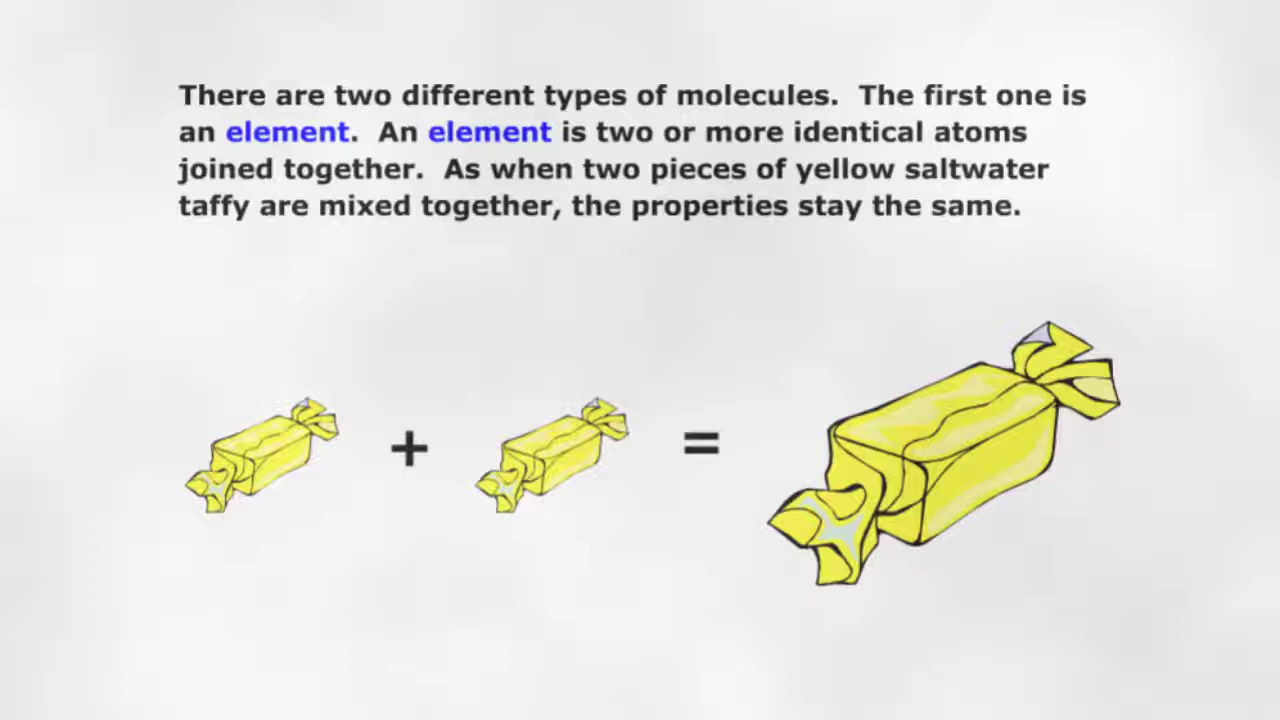 There are two different types of molecules.  The first one is
an element.  An element is two or more identical atoms
joined together.  As when two pieces of yellow saltwater
taffy are mixed together, the properties stay the same.
+ =